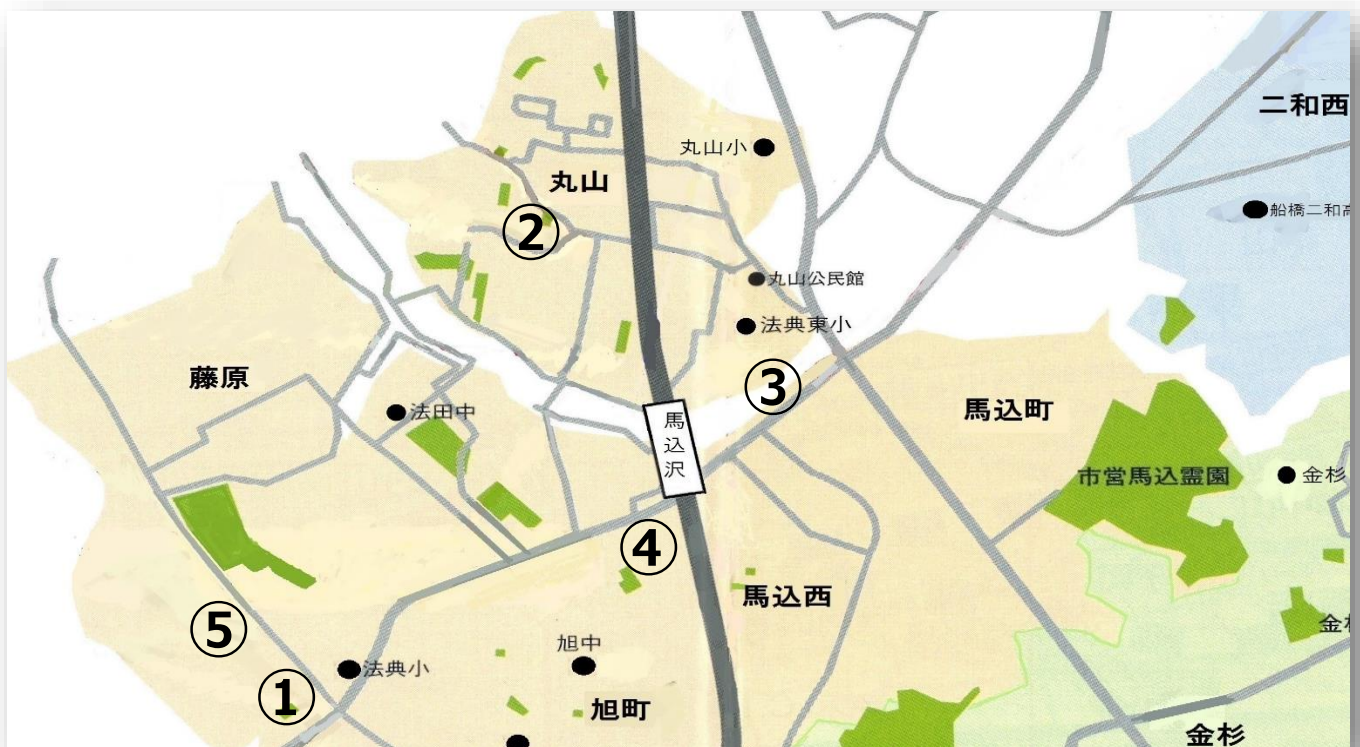 二和西
丸山小
丸山
船橋二和高
②
丸山公民館
法典東小
藤原
③
法田中
馬込町
馬込沢
市営馬込霊園
金杉
④
馬込西
⑤
金杉
旭中
法典小
①
旭町
金杉